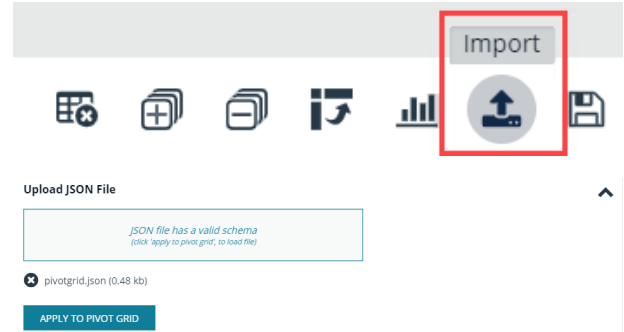 Import
Upload JSON File
JSON file has a valid schema
(click 'apply to pivot grid', to load file)
pivotgrid.json (0.48 kb)
APPLY TO PIVOT GRID